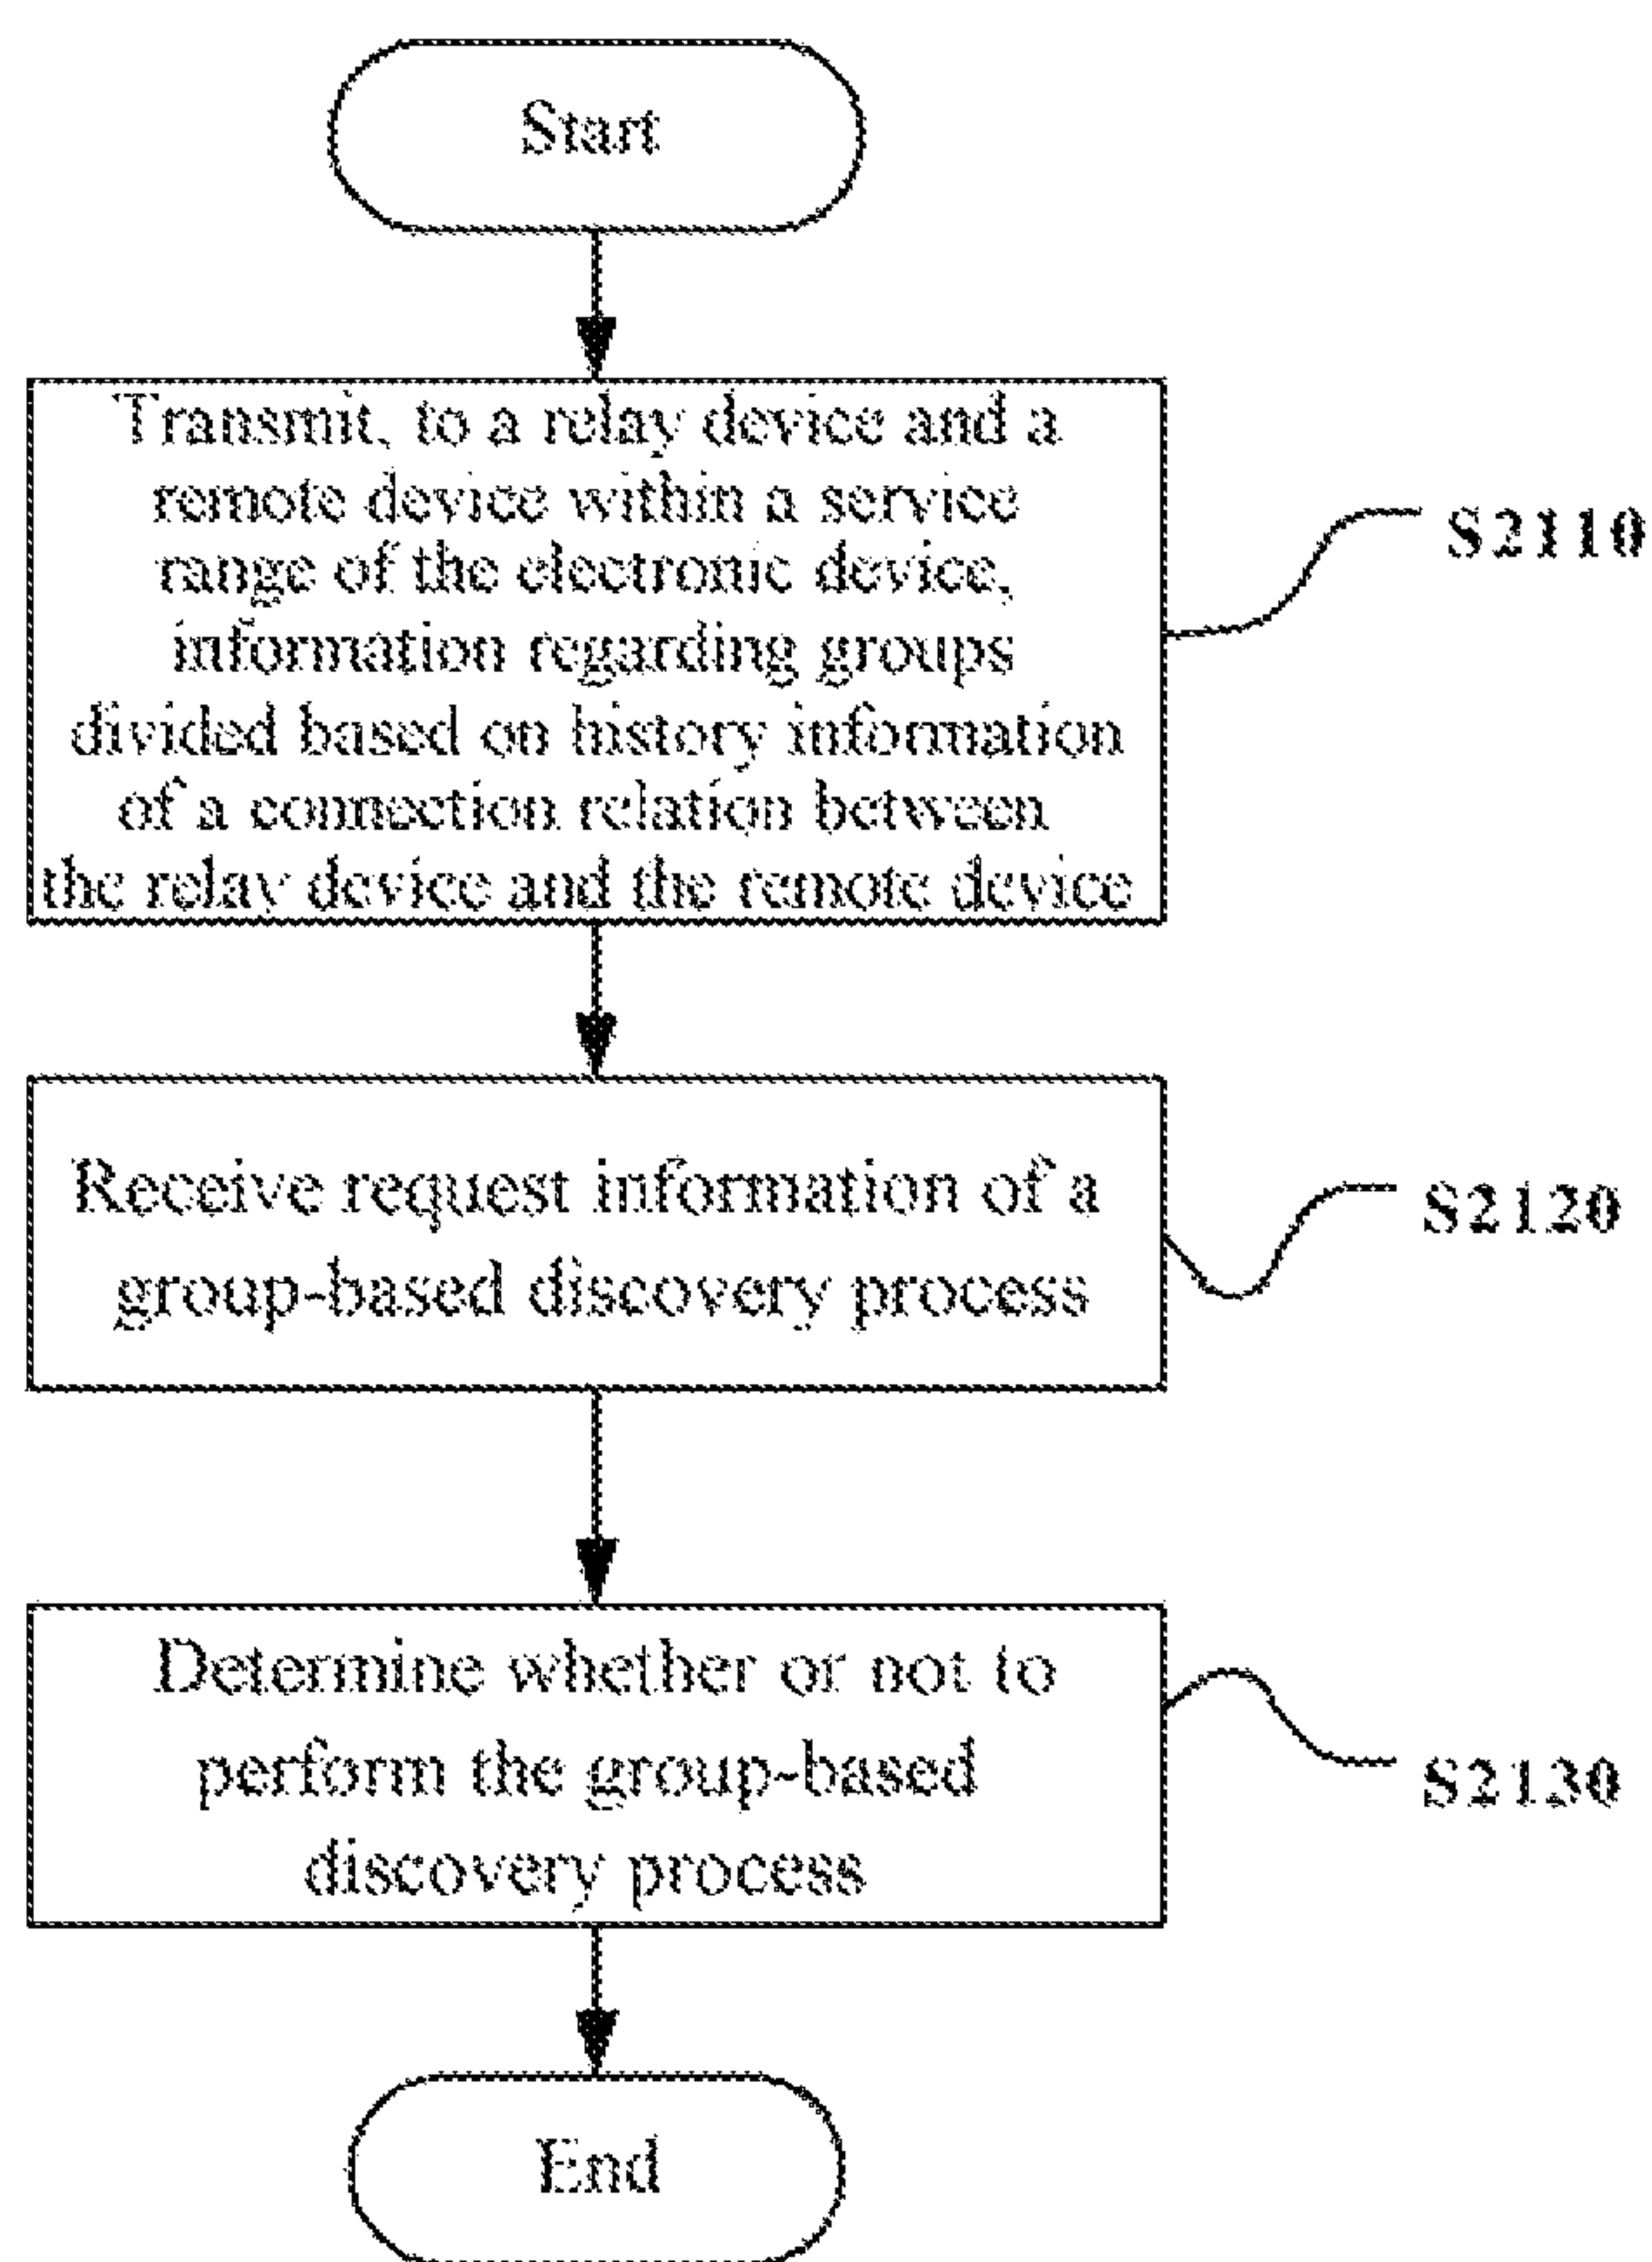 Start
Transmit, to a relay device and a
remote device within a service
range of the electronic device,
information regarding groups
divided based on history information
of a connection relation between
the relay device and the remote device
S2110
Receive request information of a
group-based discovery process
S2120
Determine whether or not to
perform the group-based
discovery process
S2130
End